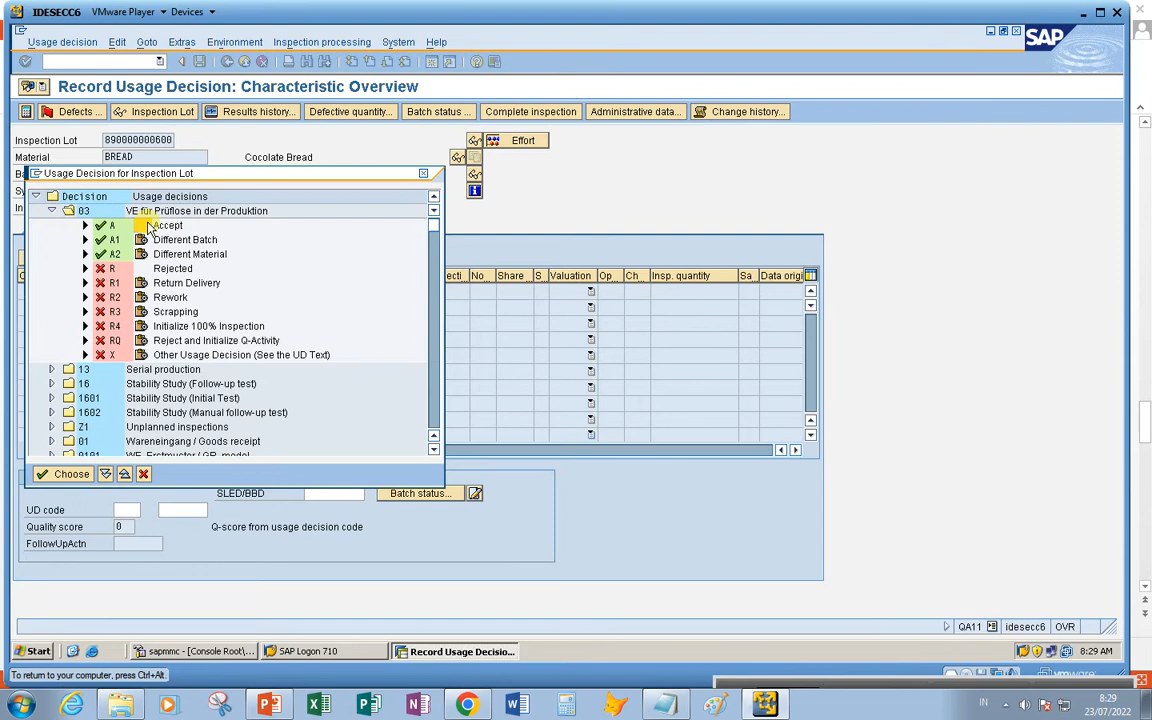 IDESECC6 VMware Player Devices
Usage decision Edit Goto Extras Environment Inspection processing System Help
SAP
Record Usage Decision: Characteristic Overview
Defects ... Inspection Lot Results history... Defective quantity... Batch status ... Complete inspection Administrative data... Change history...
Inspection Lot 890000000600 Effort
Material BREAD Cocolate Bread
Usage Decision for Inspection Lot
Decision Usage decisions
03 VE für Prüflose in der Produktion
A Accept
A1 Different Batch
A2 Different Material
R Rejected
R1 Return Delivery
R2 Rework
R3 Scrapping
R4 Initialize 100% Inspection
RQ Reject and Initialize Q-Activity
X Other Usage Decision (See the UD Text)
13 Serial production
16 Stability Study (Follow-up test)
1601 Stability Study (Initial Test)
1602 Stability Study (Manual follow-up test)
Z1 Unplanned inspections
01 Wareneingang / Goods receipt
0101
Choose
No... Share S Valuation Op Ch Insp. quantity Sa... Data origi
SLED/BBD Batch status...
UD code
Quality score 0 Q-score from usage decision code
FollowUpActn
QA11 idesecc6 OVR
Start sapmmc - [Console Root\... SAP Logon 710 Record Usage Decisio... 8:29 AM
To return to your computer, press Ctrl+Alt.
vmware
IN 8:29
23/07/2022